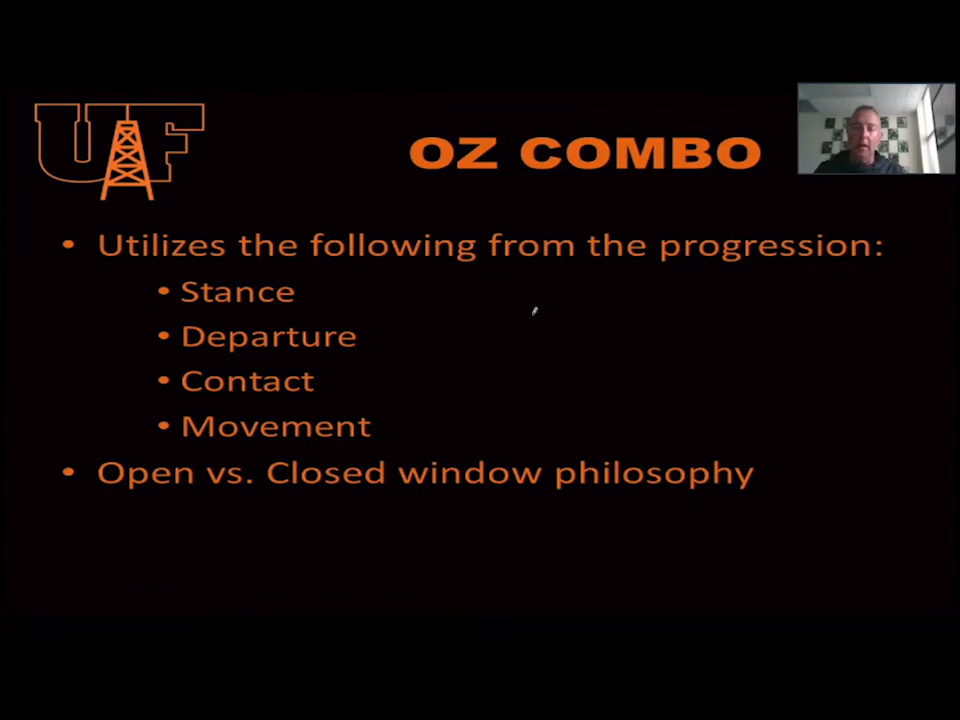 UF
OZ COMBO
• Utilizes the following from the progression:
• Stance
• Departure
• Contact
• Movement
• Open vs. Closed window philosophy